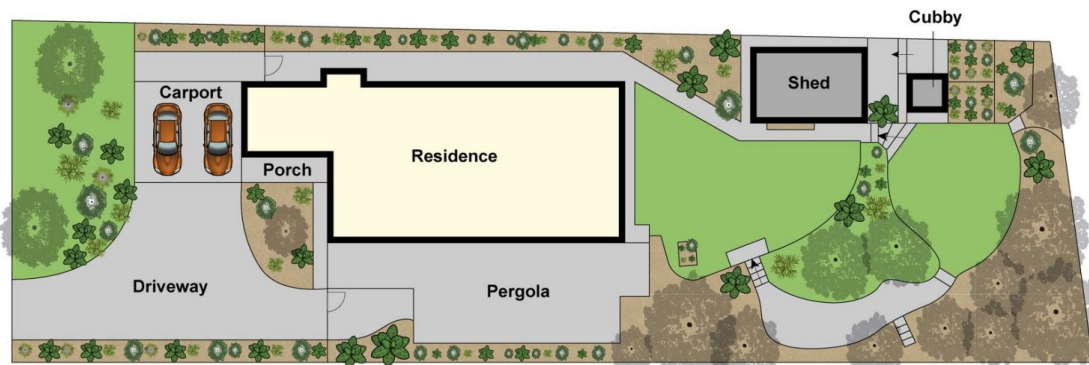 Cubby
Shed
Carport
Residence
Porch
Driveway
Pergola